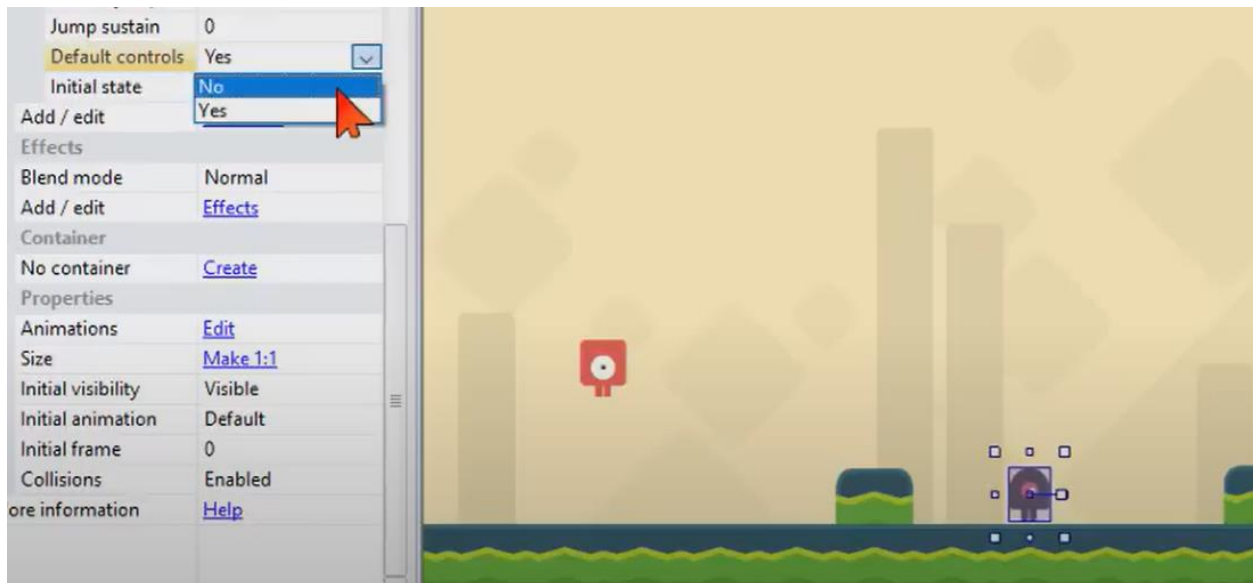 Jump sustain 0
Default controls Yes
Initial state No
Add / edit Yes
Effects
Blend mode Normal
Add / edit Effects
Container
No container Create
Properties
Animations Edit
Size Make 1:1
Initial visibility Visible
Initial animation Default
Initial frame 0
Collisions Enabled
ore information Help